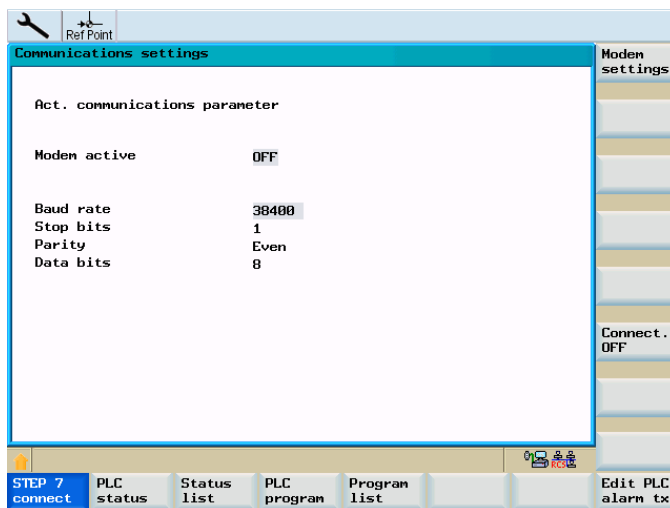 Ref Point
Communications settings
Modem
settings
Act. communications parameter
Modem active OFF
Baud rate 38400
Stop bits 1
Parity Even
Data bits 8
Connect.
OFF
RCS
STEP 7
connect
PLC
status
Status
list
PLC
program
Program
list
Edit PLC
alarm tx